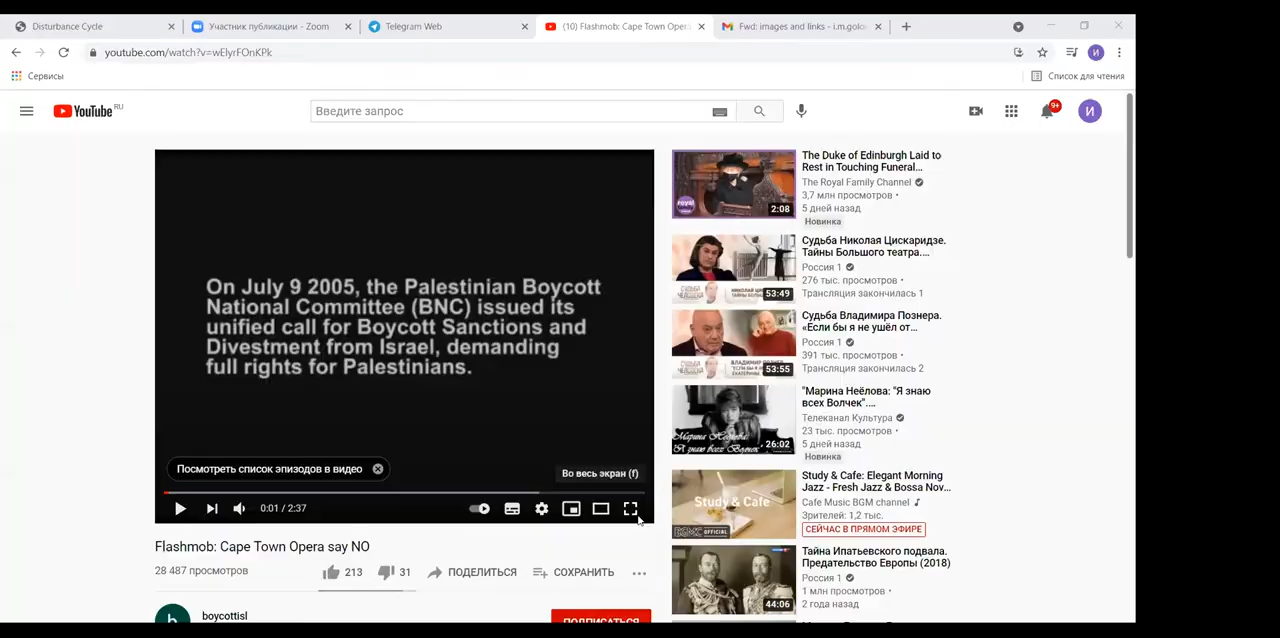 Disturbance Cycle
Участник публикации - Zoom
Telegram Web
(10) Flashmob: Cape Town Opera
Fwd: images and links - i.m.golo
youtube.com/watch?v=wElyrFOnKPk
И
Сервисы
Список для чтения
YouTube RU
Введите запрос
9+
И
On July 9 2005, the Palestinian Boycott
National Committee (BNC) issued its
unified call for Boycott Sanctions and
Divestment from Israel, demanding
full rights for Palestinians.
Посмотреть список эпизодов в видео
Во весь экран (f)
0:01 / 2:37
Flashmob: Cape Town Opera say NO
28 487 просмотров
213
31
ПОДЕЛИТЬСЯ
СОХРАНИТЬ
b
boycottisl
ПОДПИСАТЬСЯ
2:08
The Duke of Edinburgh Laid to
Rest in Touching Funeral...
The Royal Family Channel
3,7 млн просмотров •
5 дней назад
Новинка
53:49
Судьба Николая Цискаридзе.
Тайны Большого театра....
Россия 1
276 тыс. просмотров •
Трансляция закончилась 1
53:55
Судьба Владимира Познера.
«Если бы я не ушёл от...
Россия 1
391 тыс. просмотров •
Трансляция закончилась 2
Марина Неёлова: "Я знаю всех Волчек"
26:02
"Марина Неёлова: "Я знаю
всех Волчек"....
Телеканал Культура
23 тыс. просмотров •
5 дней назад
Новинка
Study & Cafe
BGMC OFFICIAL
Study & Cafe: Elegant Morning
Jazz - Fresh Jazz & Bossa Nov...
Cafe Music BGM channel
Зрителей: 1,2 тыс.
СЕЙЧАС В ПРЯМОМ ЭФИРЕ
44:06
Тайна Ипатьевского подвала.
Предательство Европы (2018)
Россия 1
1 млн просмотров •
2 года назад